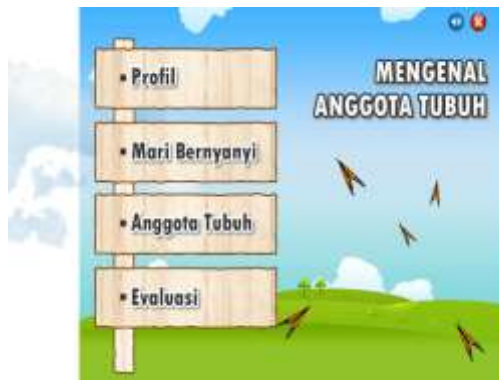 MENGENAL
ANGGOTA TUBUH
• Profil
• Mari Bernyanyi
• Anggota Tubuh
• Evaluasi